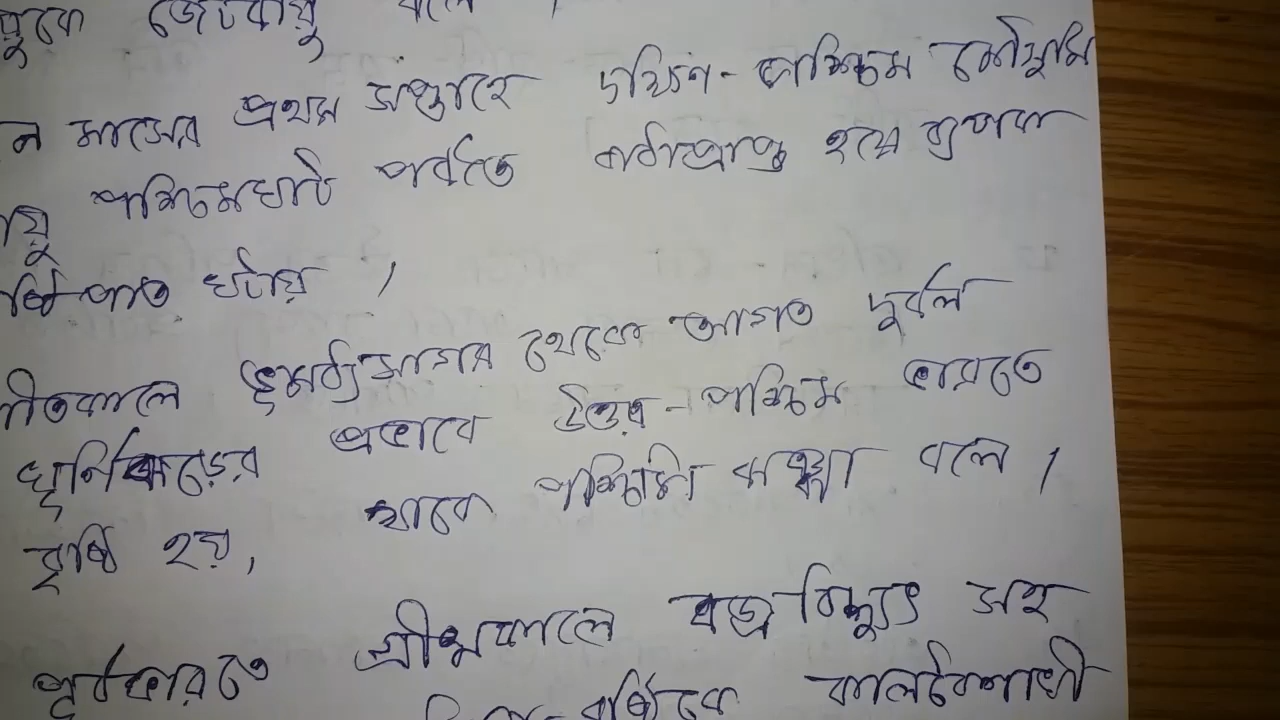 জেটবায়ু বলে ।
ন মাসের প্রথম সপ্তাহে দক্ষিণ-পশ্চিম মৌসুমি
য়ু পশ্চিমঘাট পর্বতে বাধাপ্রাপ্ত হয়ে ব্যাপক
পাত ঘটায় ।
তকালে ভূমধ্যসাগর থেকে আগত দুর্বল
ঘূর্ণিঝড়ের প্রভাবে উত্তর-পশ্চিম ভারতে
বৃষ্টি হয়, যাকে পশ্চিমি ঝঞ্ঝা বলে ।
পূর্বভারতে গ্রীষ্মকালে বজ্রবিদ্যুৎ সহ
বৃষ্টিকে কালবৈশাখী